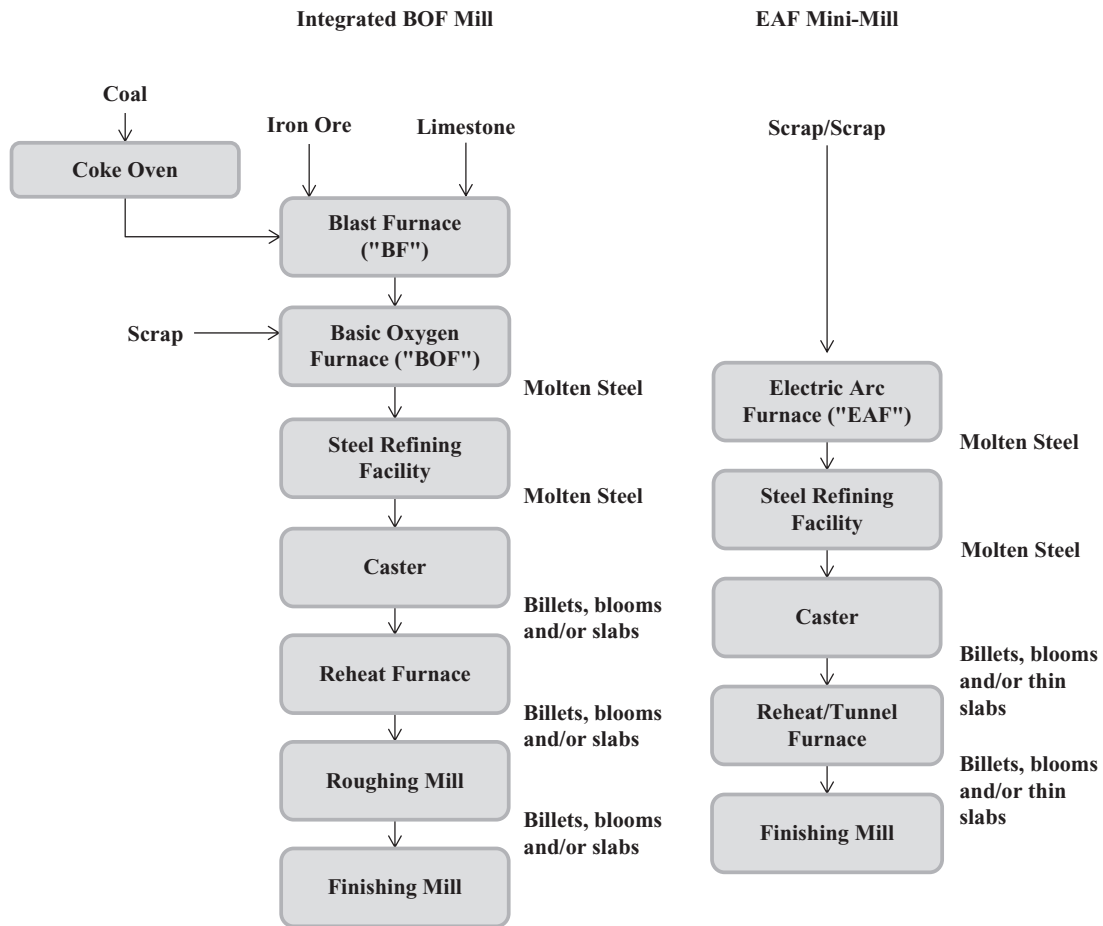 Integrated BOF Mill
EAF Mini-Mill
Coal
Iron Ore
Limestone
Scrap/Scrap
Coke Oven
Blast Furnace
("BF")
Scrap
Basic Oxygen
Furnace ("BOF")
Molten Steel
Steel Refining
Facility
Molten Steel
Caster
Billets, blooms
and/or slabs
Reheat Furnace
Billets, blooms
and/or slabs
Roughing Mill
Billets, blooms
and/or slabs
Finishing Mill
Electric Arc
Furnace ("EAF")
Molten Steel
Steel Refining
Facility
Molten Steel
Caster
Billets, blooms
and/or thin
slabs
Reheat/Tunnel
Furnace
Billets, blooms
and/or thin
slabs
Finishing Mill